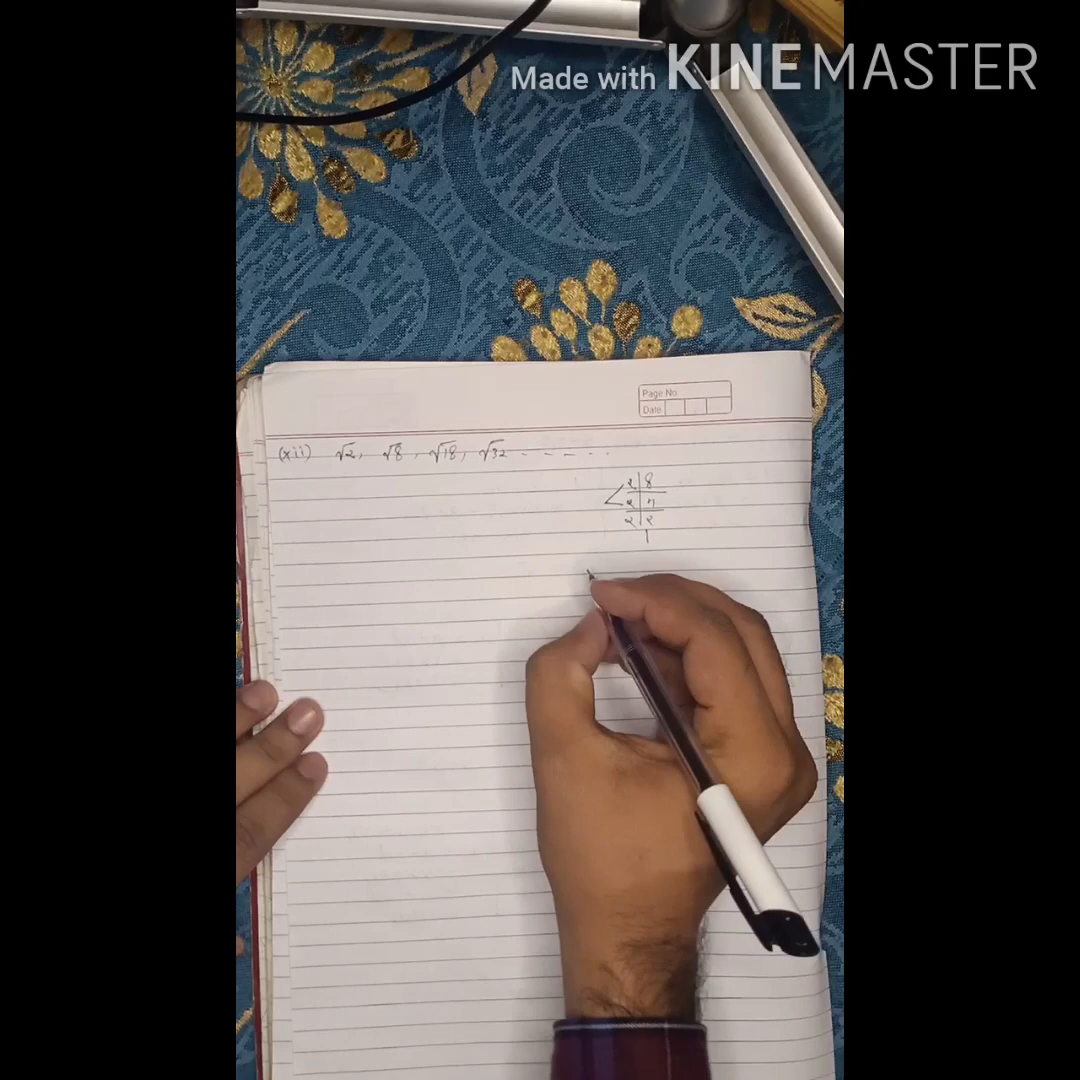 Made with KINEMASTER
Page No
Date
(xii) √2, √8, √18, √32 - - - - . .
2 | 8
2 | 4
2 | 2
1